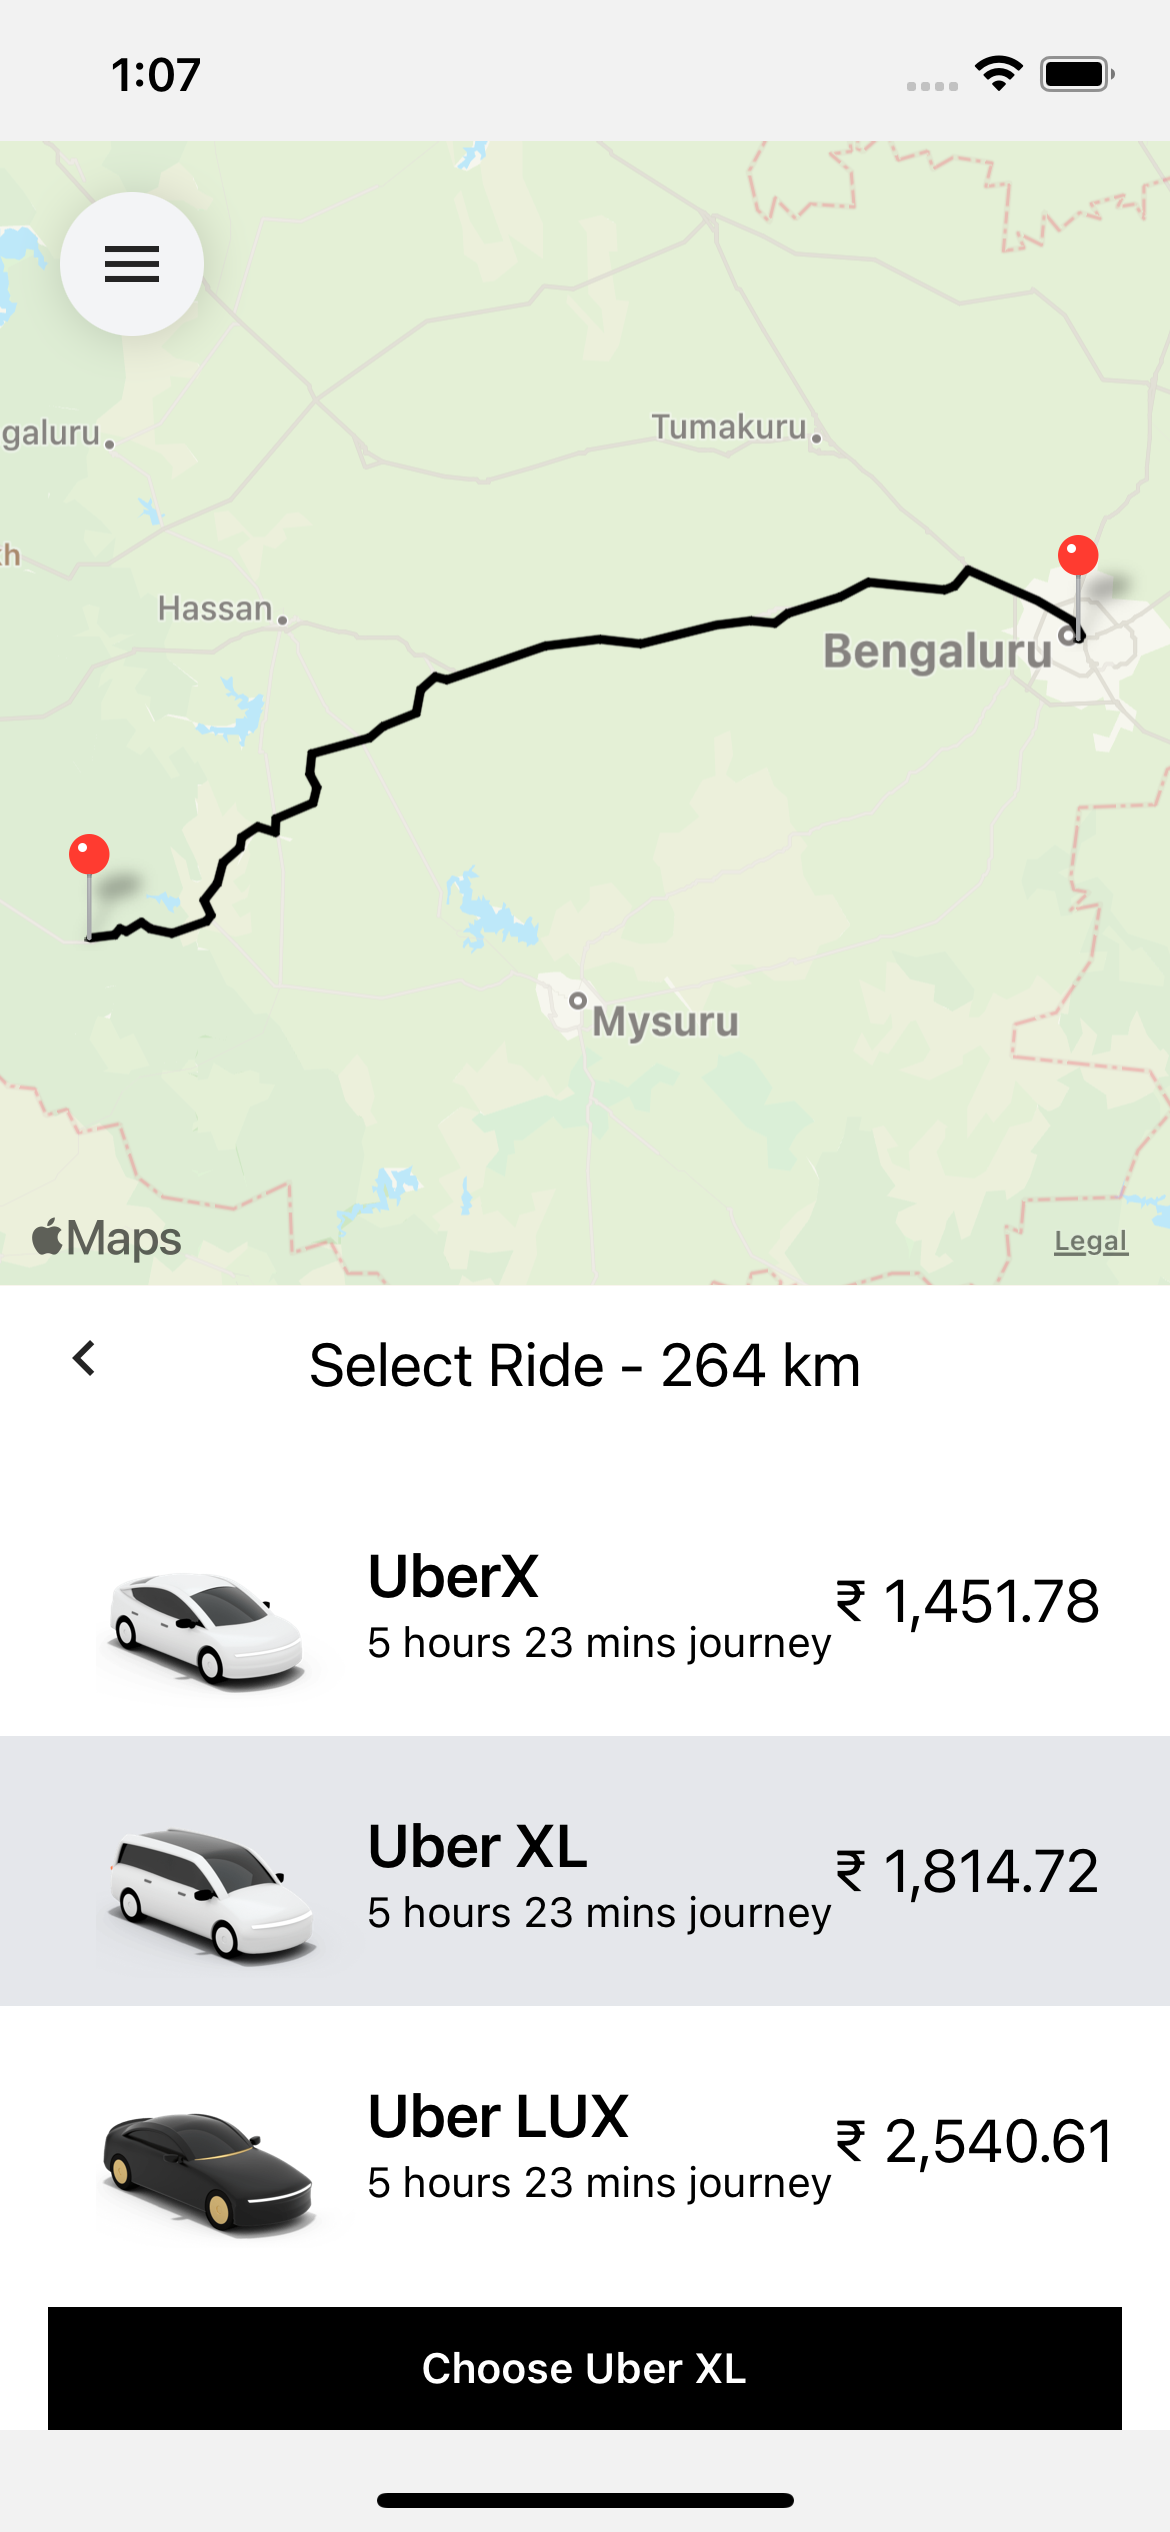 1:07
galuru
Tumakuru
h
Hassan
Bengaluru
Mysuru
Maps
Legal
Select Ride - 264 km
UberX
₹ 1,451.78
5 hours 23 mins journey
Uber XL
₹ 1,814.72
5 hours 23 mins journey
Uber LUX
₹ 2,540.61
5 hours 23 mins journey
Choose Uber XL